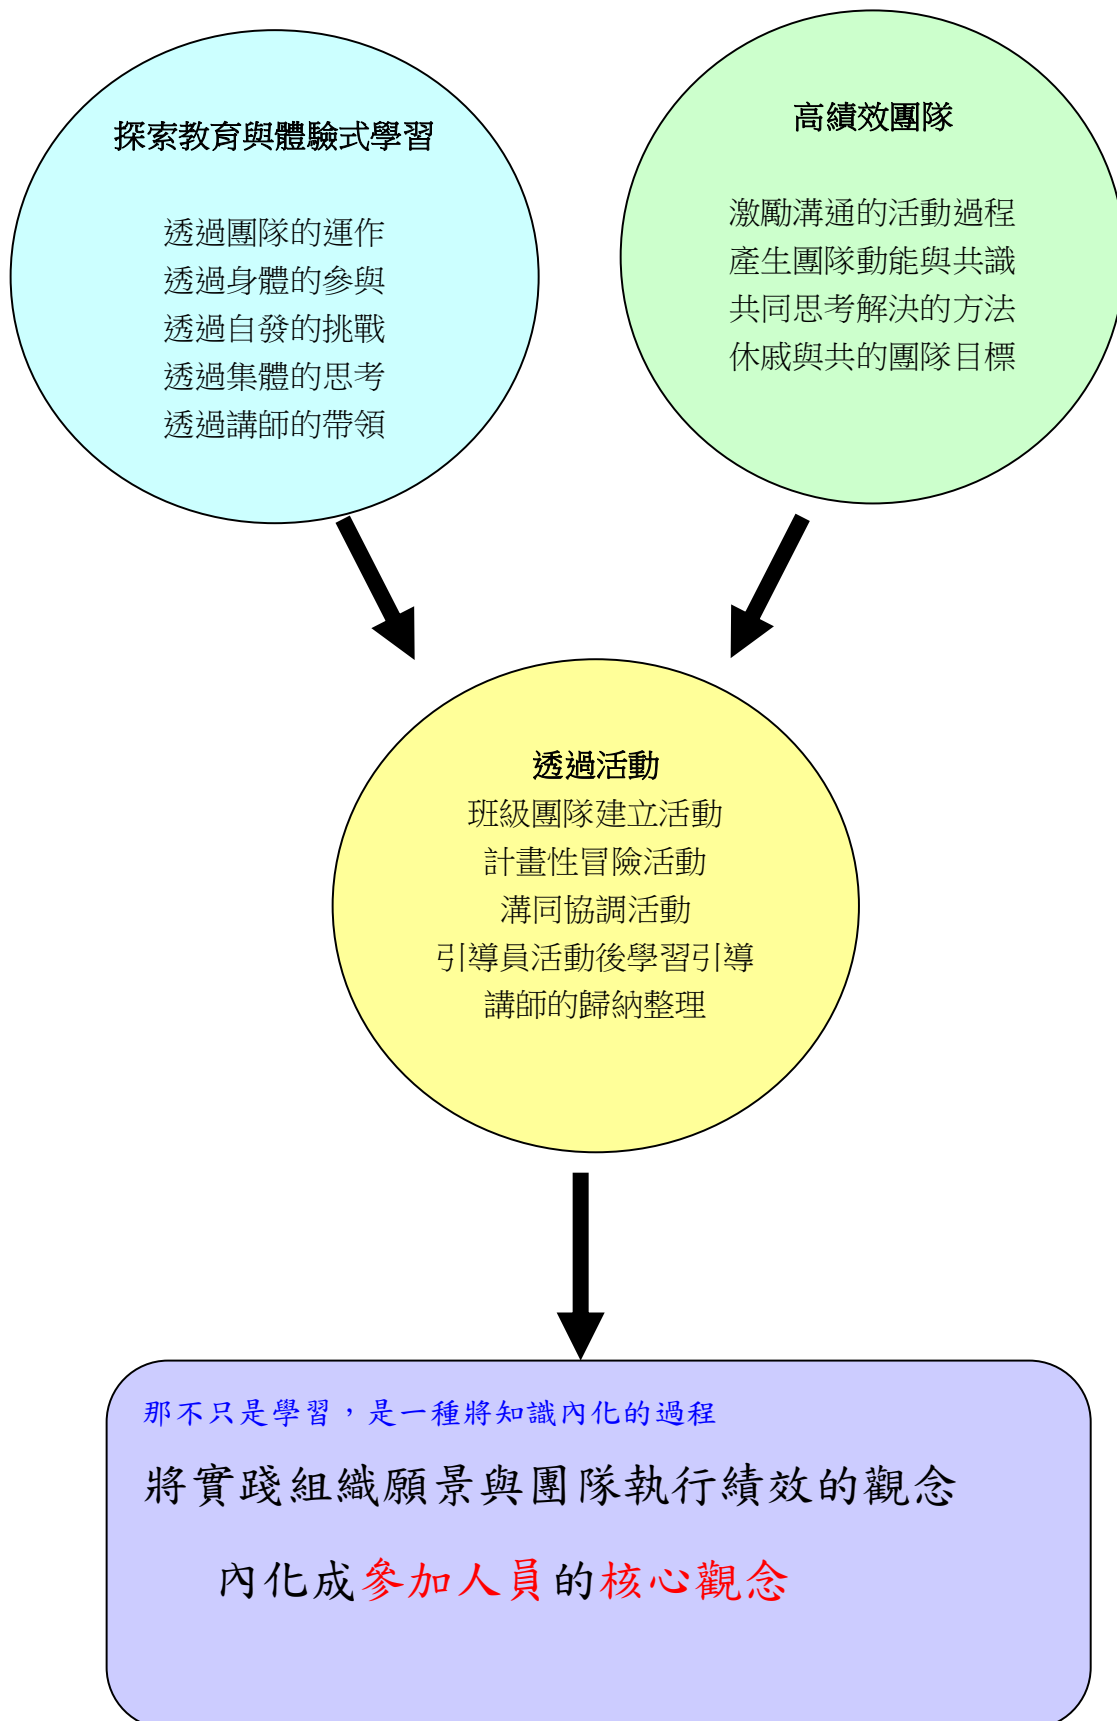 探索教育與體驗式學習
透過團隊的運作
透過身體的參與
透過自發的挑戰
透過集體的思考
透過講師的帶領
高績效團隊
激勵溝通的活動過程
產生團隊動能與共識
共同思考解決的方法
休戚與共的團隊目標
透過活動
班級團隊建立活動
計畫性冒險活動
溝同協調活動
引導員活動後學習引導
講師的歸納整理
那不只是學習，是一種將知識內化的過程
將實踐組織願景與團隊執行績效的觀念
內化成參加人員的核心觀念